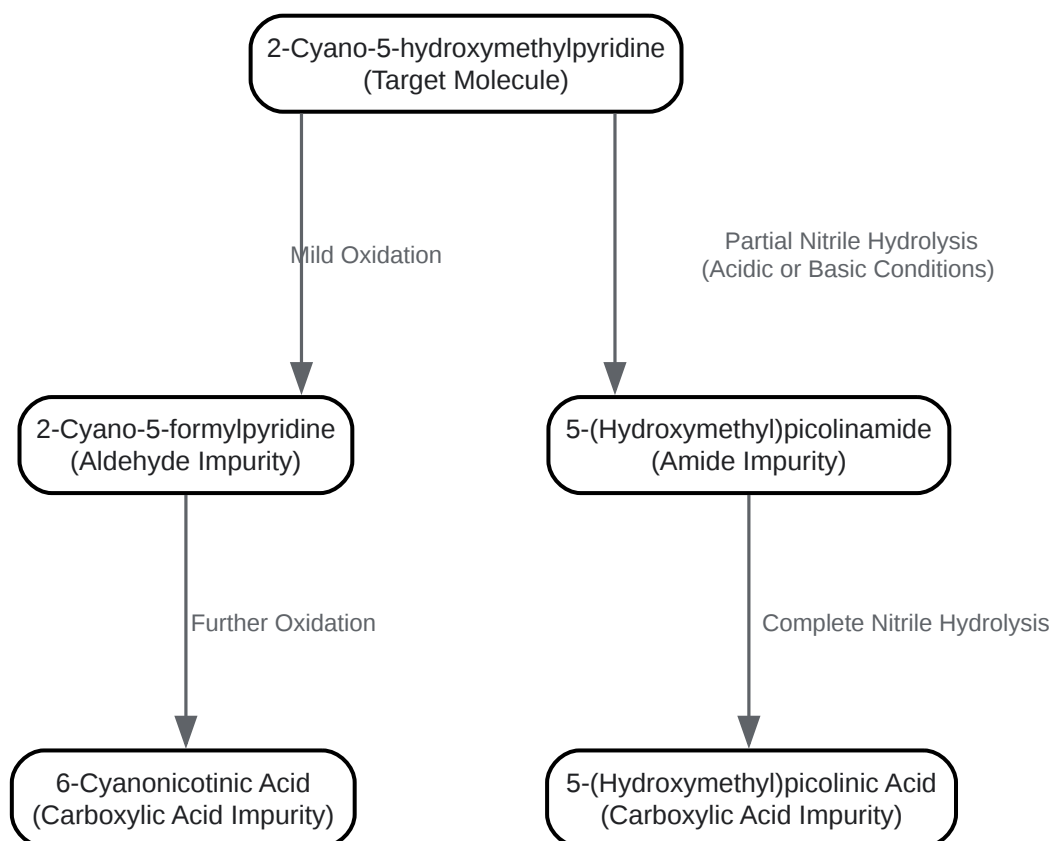 2-Cyano-5-hydroxymethylpyridine
(Target Molecule)
Mild Oxidation
Partial Nitrile Hydrolysis
(Acidic or Basic Conditions)
2-Cyano-5-formylpyridine
(Aldehyde Impurity)
5-(Hydroxymethyl)picolinamide
(Amide Impurity)
Further Oxidation
Complete Nitrile Hydrolysis
6-Cyanonicotinic Acid
(Carboxylic Acid Impurity)
5-(Hydroxymethyl)picolinic Acid
(Carboxylic Acid Impurity)